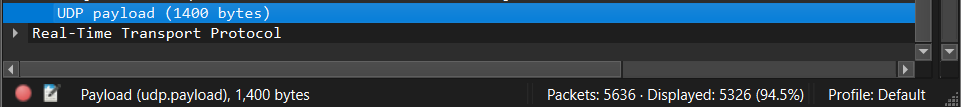 UDP payload (1400 bytes)
Real-Time Transport Protocol
Payload (udp.payload), 1,400 bytes Packets: 5636 · Displayed: 5326 (94.5%) Profile: Default